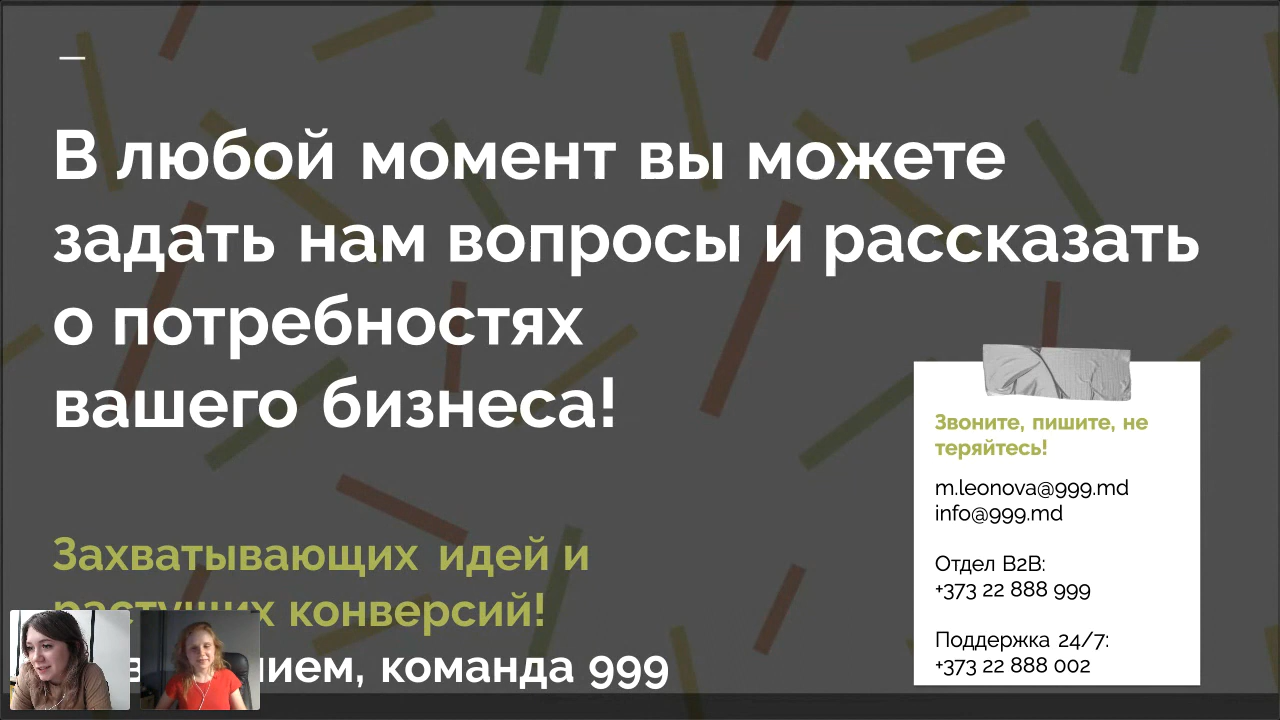 В любой момент вы можете
задать нам вопросы и рассказать
о потребностях
вашего бизнеса!
Звоните, пишите, не
теряйтесь!
m.leonova@999.md
info@999.md
Отдел B2B:
+373 22 888 999
Поддержка 24/7:
+373 22 888 002
Захватывающих идей и
растущих конверсий!
команда 999